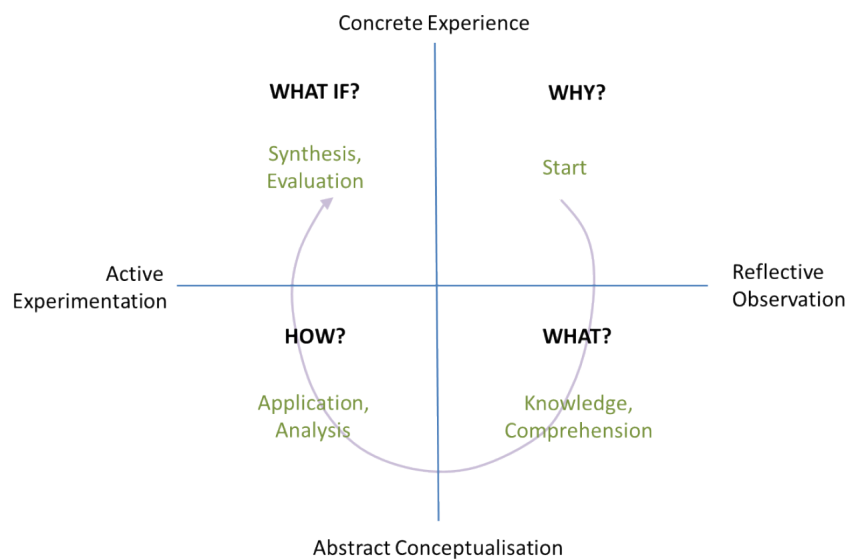 Concrete Experience
WHAT IF?
WHY?
Synthesis,
Evaluation
Start
Active
Experimentation
Reflective
Observation
HOW?
WHAT?
Application,
Analysis
Knowledge,
Comprehension
Abstract Conceptualisation